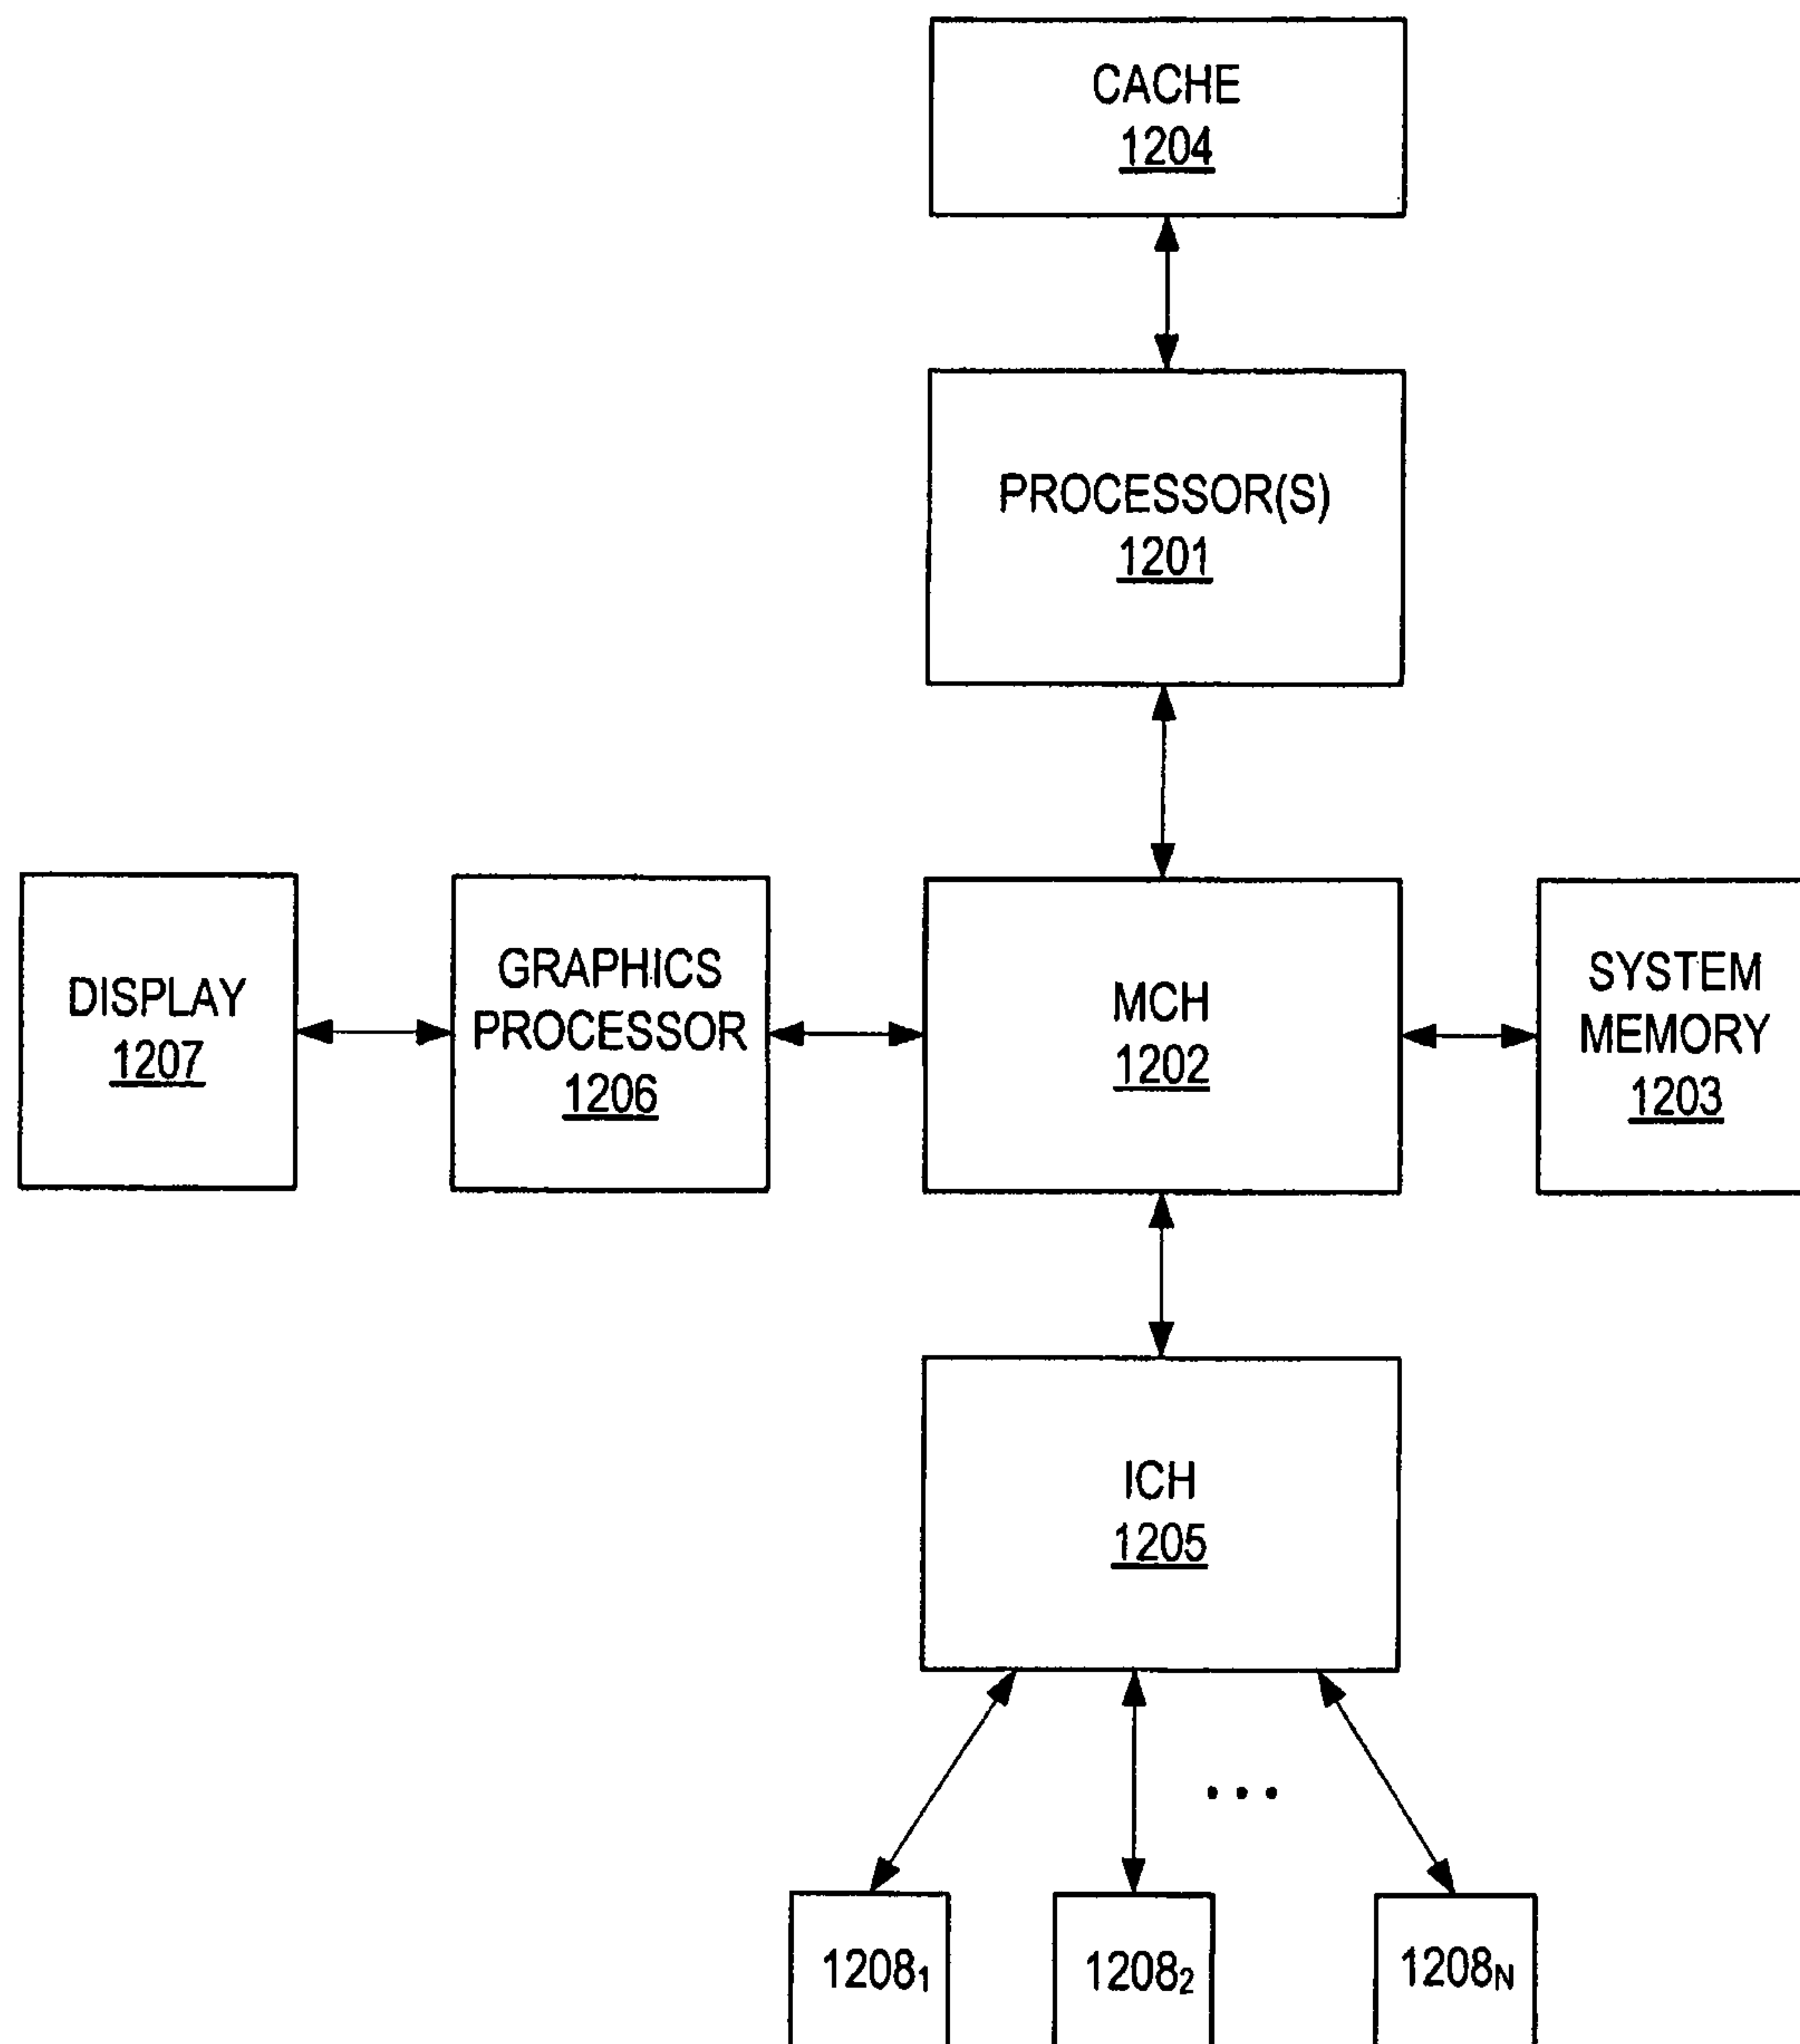 CACHE
1204
PROCESSOR(S)
1201
DISPLAY
1207
GRAPHICS
PROCESSOR
1206
MCH
1202
SYSTEM
MEMORY
1203
ICH
1205
...
1208₁
1208₂
1208N